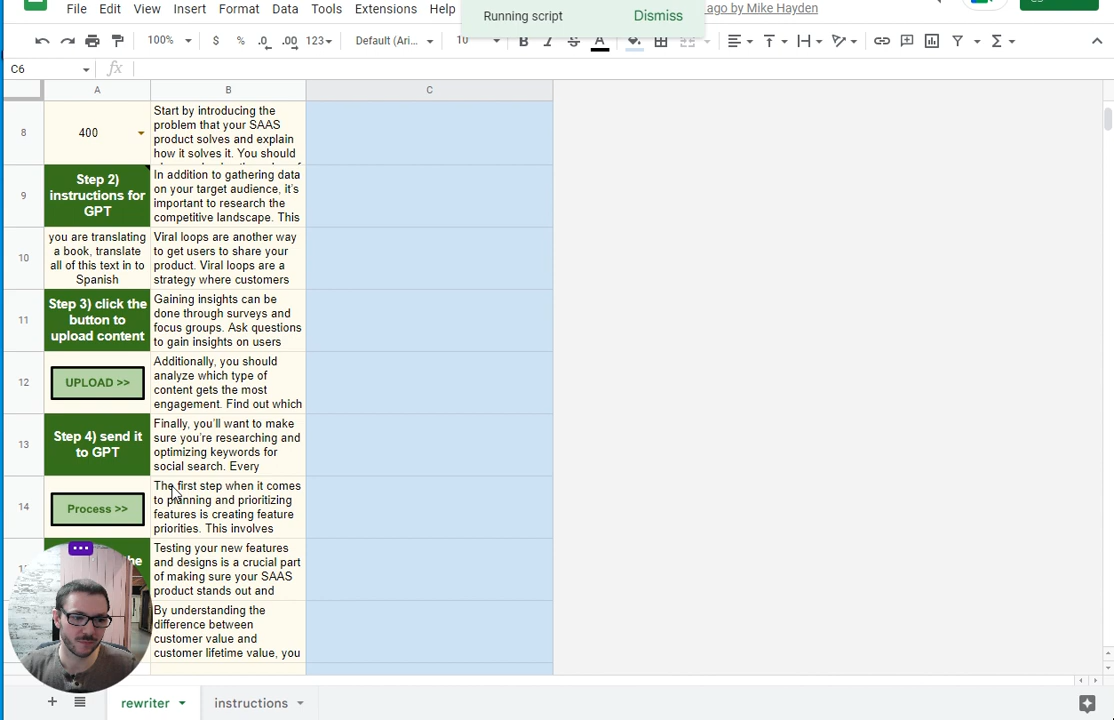 File Edit View Insert Format Data Tools Extensions Help
Running script Dismiss
ago by Mike Hayden
100% $ % .0 .00 123 Default (Ari... 10 B I S A Σ
C6 fx
A B C
8
400
Start by introducing the
problem that your SAAS
product solves and explain
how it solves it. You should
9
Step 2)
instructions for
GPT
In addition to gathering data
on your target audience, it's
important to research the
competitive landscape. This
10
you are translating
a book, translate
all of this text in to
Spanish
Viral loops are another way
to get users to share your
product. Viral loops are a
strategy where customers
11
Step 3) click the
button to
upload content
Gaining insights can be
done through surveys and
focus groups. Ask questions
to gain insights on users
12
UPLOAD >>
Additionally, you should
analyze which type of
content gets the most
engagement. Find out which
13
Step 4) send it
to GPT
Finally, you'll want to make
sure you're researching and
optimizing keywords for
social search. Every
14
Process >>
The first step when it comes
to planning and prioritizing
features is creating feature
priorities. This involves
Testing your new features
and designs is a crucial part
of making sure your SAAS
product stands out and
By understanding the
difference between
customer value and
customer lifetime value, you
+ rewriter instructions